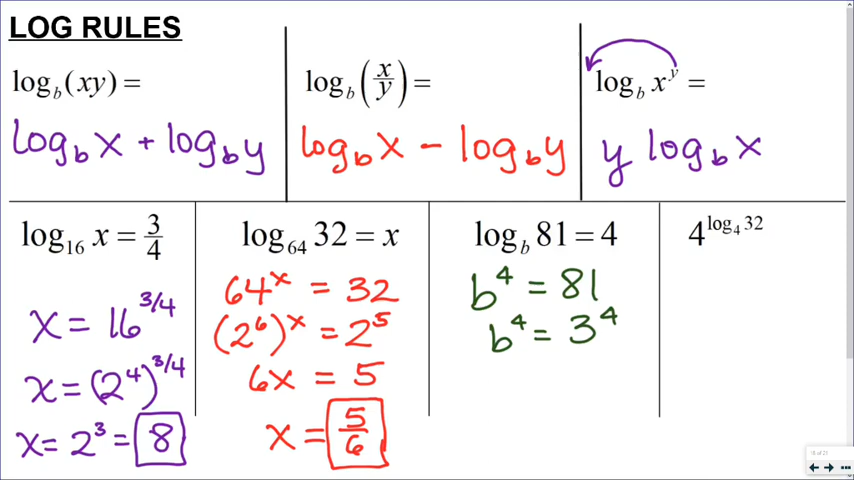 LOG RULES
log_b(xy) =
log_b x + log_b y
log_b(x/y) =
log_b x - log_b y
log_b x^y =
y log_b x
log_16 x = 3/4
x = 16^(3/4)
x = (2^4)^(3/4)
x = 2^3 = 8
log_64 32 = x
64^x = 32
(2^6)^x = 2^5
6x = 5
x = 5/6
log_b 81 = 4
b^4 = 81
b^4 = 3^4
4^(log_4 32)